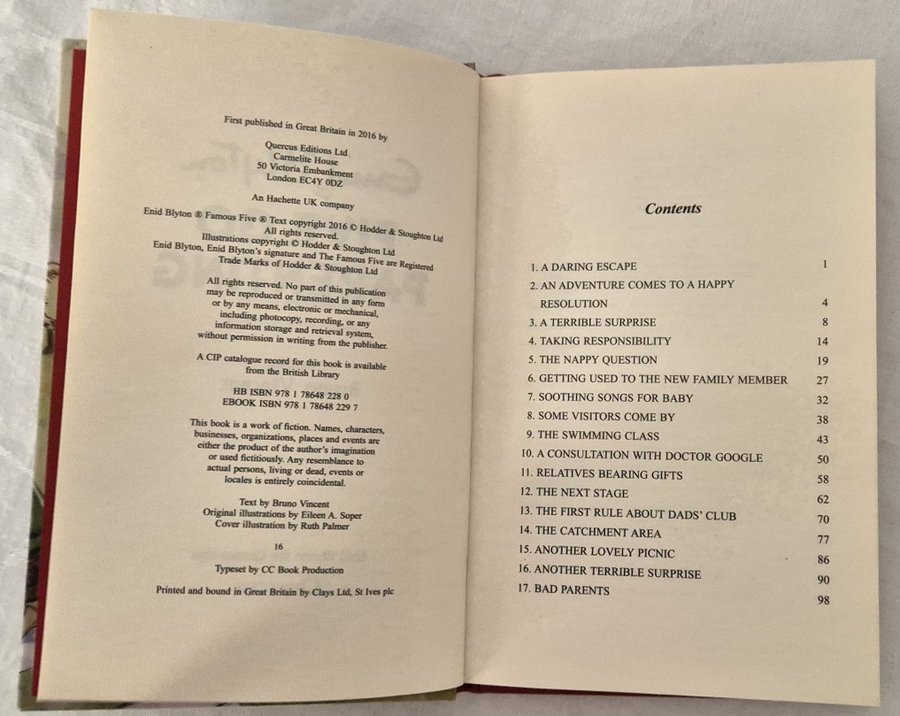 First published in Great Britain in 2016 by
Quercus Editions Ltd
Carmelite House
50 Victoria Embankment
London EC4Y 0DZ
An Hachette UK company
Enid Blyton ® Famous Five ® Text copyright 2016 © Hodder & Stoughton Ltd
All rights reserved.
Illustrations copyright © Hodder & Stoughton Ltd
Enid Blyton, Enid Blyton's signature and The Famous Five are Registered
Trade Marks of Hodder & Stoughton Ltd
All rights reserved. No part of this publication
may be reproduced or transmitted in any form
or by any means, electronic or mechanical,
including photocopy, recording, or any
information storage and retrieval system,
without permission in writing from the publisher.
A CIP catalogue record for this book is available
from the British Library
HB ISBN 978 1 78648 228 0
EBOOK ISBN 978 1 78648 229 7
This book is a work of fiction. Names, characters,
businesses, organizations, places and events are
either the product of the author's imagination
or used fictitiously. Any resemblance to
actual persons, living or dead, events or
locales is entirely coincidental.
Text by Bruno Vincent
Original illustrations by Eileen A. Soper
Cover illustration by Ruth Palmer
16
Typeset by CC Book Production
Printed and bound in Great Britain by Clays Ltd, St Ives plc
Contents
1. A DARING ESCAPE 1
2. AN ADVENTURE COMES TO A HAPPY
RESOLUTION 4
3. A TERRIBLE SURPRISE 8
4. TAKING RESPONSIBILITY 14
5. THE NAPPY QUESTION 19
6. GETTING USED TO THE NEW FAMILY MEMBER 27
7. SOOTHING SONGS FOR BABY 32
8. SOME VISITORS COME BY 38
9. THE SWIMMING CLASS 43
10. A CONSULTATION WITH DOCTOR GOOGLE 50
11. RELATIVES BEARING GIFTS 58
12. THE NEXT STAGE 62
13. THE FIRST RULE ABOUT DADS' CLUB 70
14. THE CATCHMENT AREA 77
15. ANOTHER LOVELY PICNIC 86
16. ANOTHER TERRIBLE SURPRISE 90
17. BAD PARENTS 98